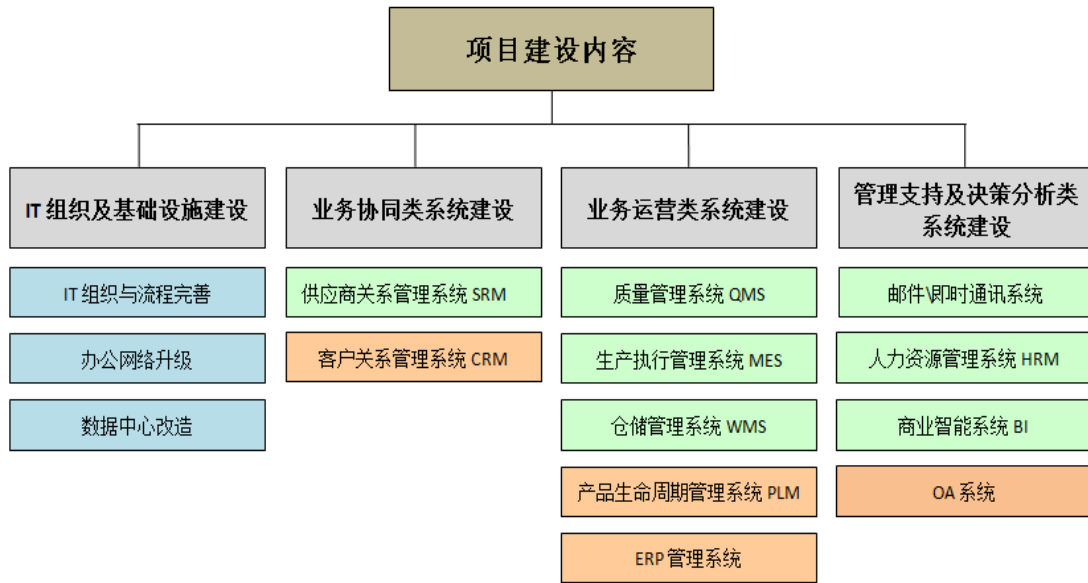 项目建设内容
IT 组织及基础设施建设
IT 组织与流程完善
办公网络升级
数据中心改造
业务协同类系统建设
供应商关系管理系统 SRM
客户关系管理系统 CRM
业务运营类系统建设
质量管理系统 QMS
生产执行管理系统 MES
仓储管理系统 WMS
产品生命周期管理系统 PLM
ERP 管理系统
管理支持及决策分析类
系统建设
邮件\即时通讯系统
人力资源管理系统 HRM
商业智能系统 BI
OA 系统